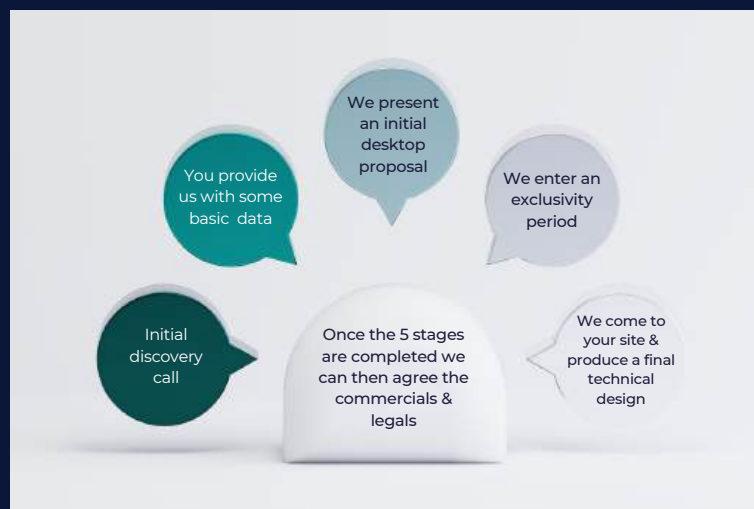 Initial
discovery
call
You provide
us with some
basic data
We present
an initial
desktop
proposal
We enter an
exclusivity
period
We come to
your site &
produce a final
technical
design
Once the 5 stages
are completed we
can then agree the
commercials &
legals